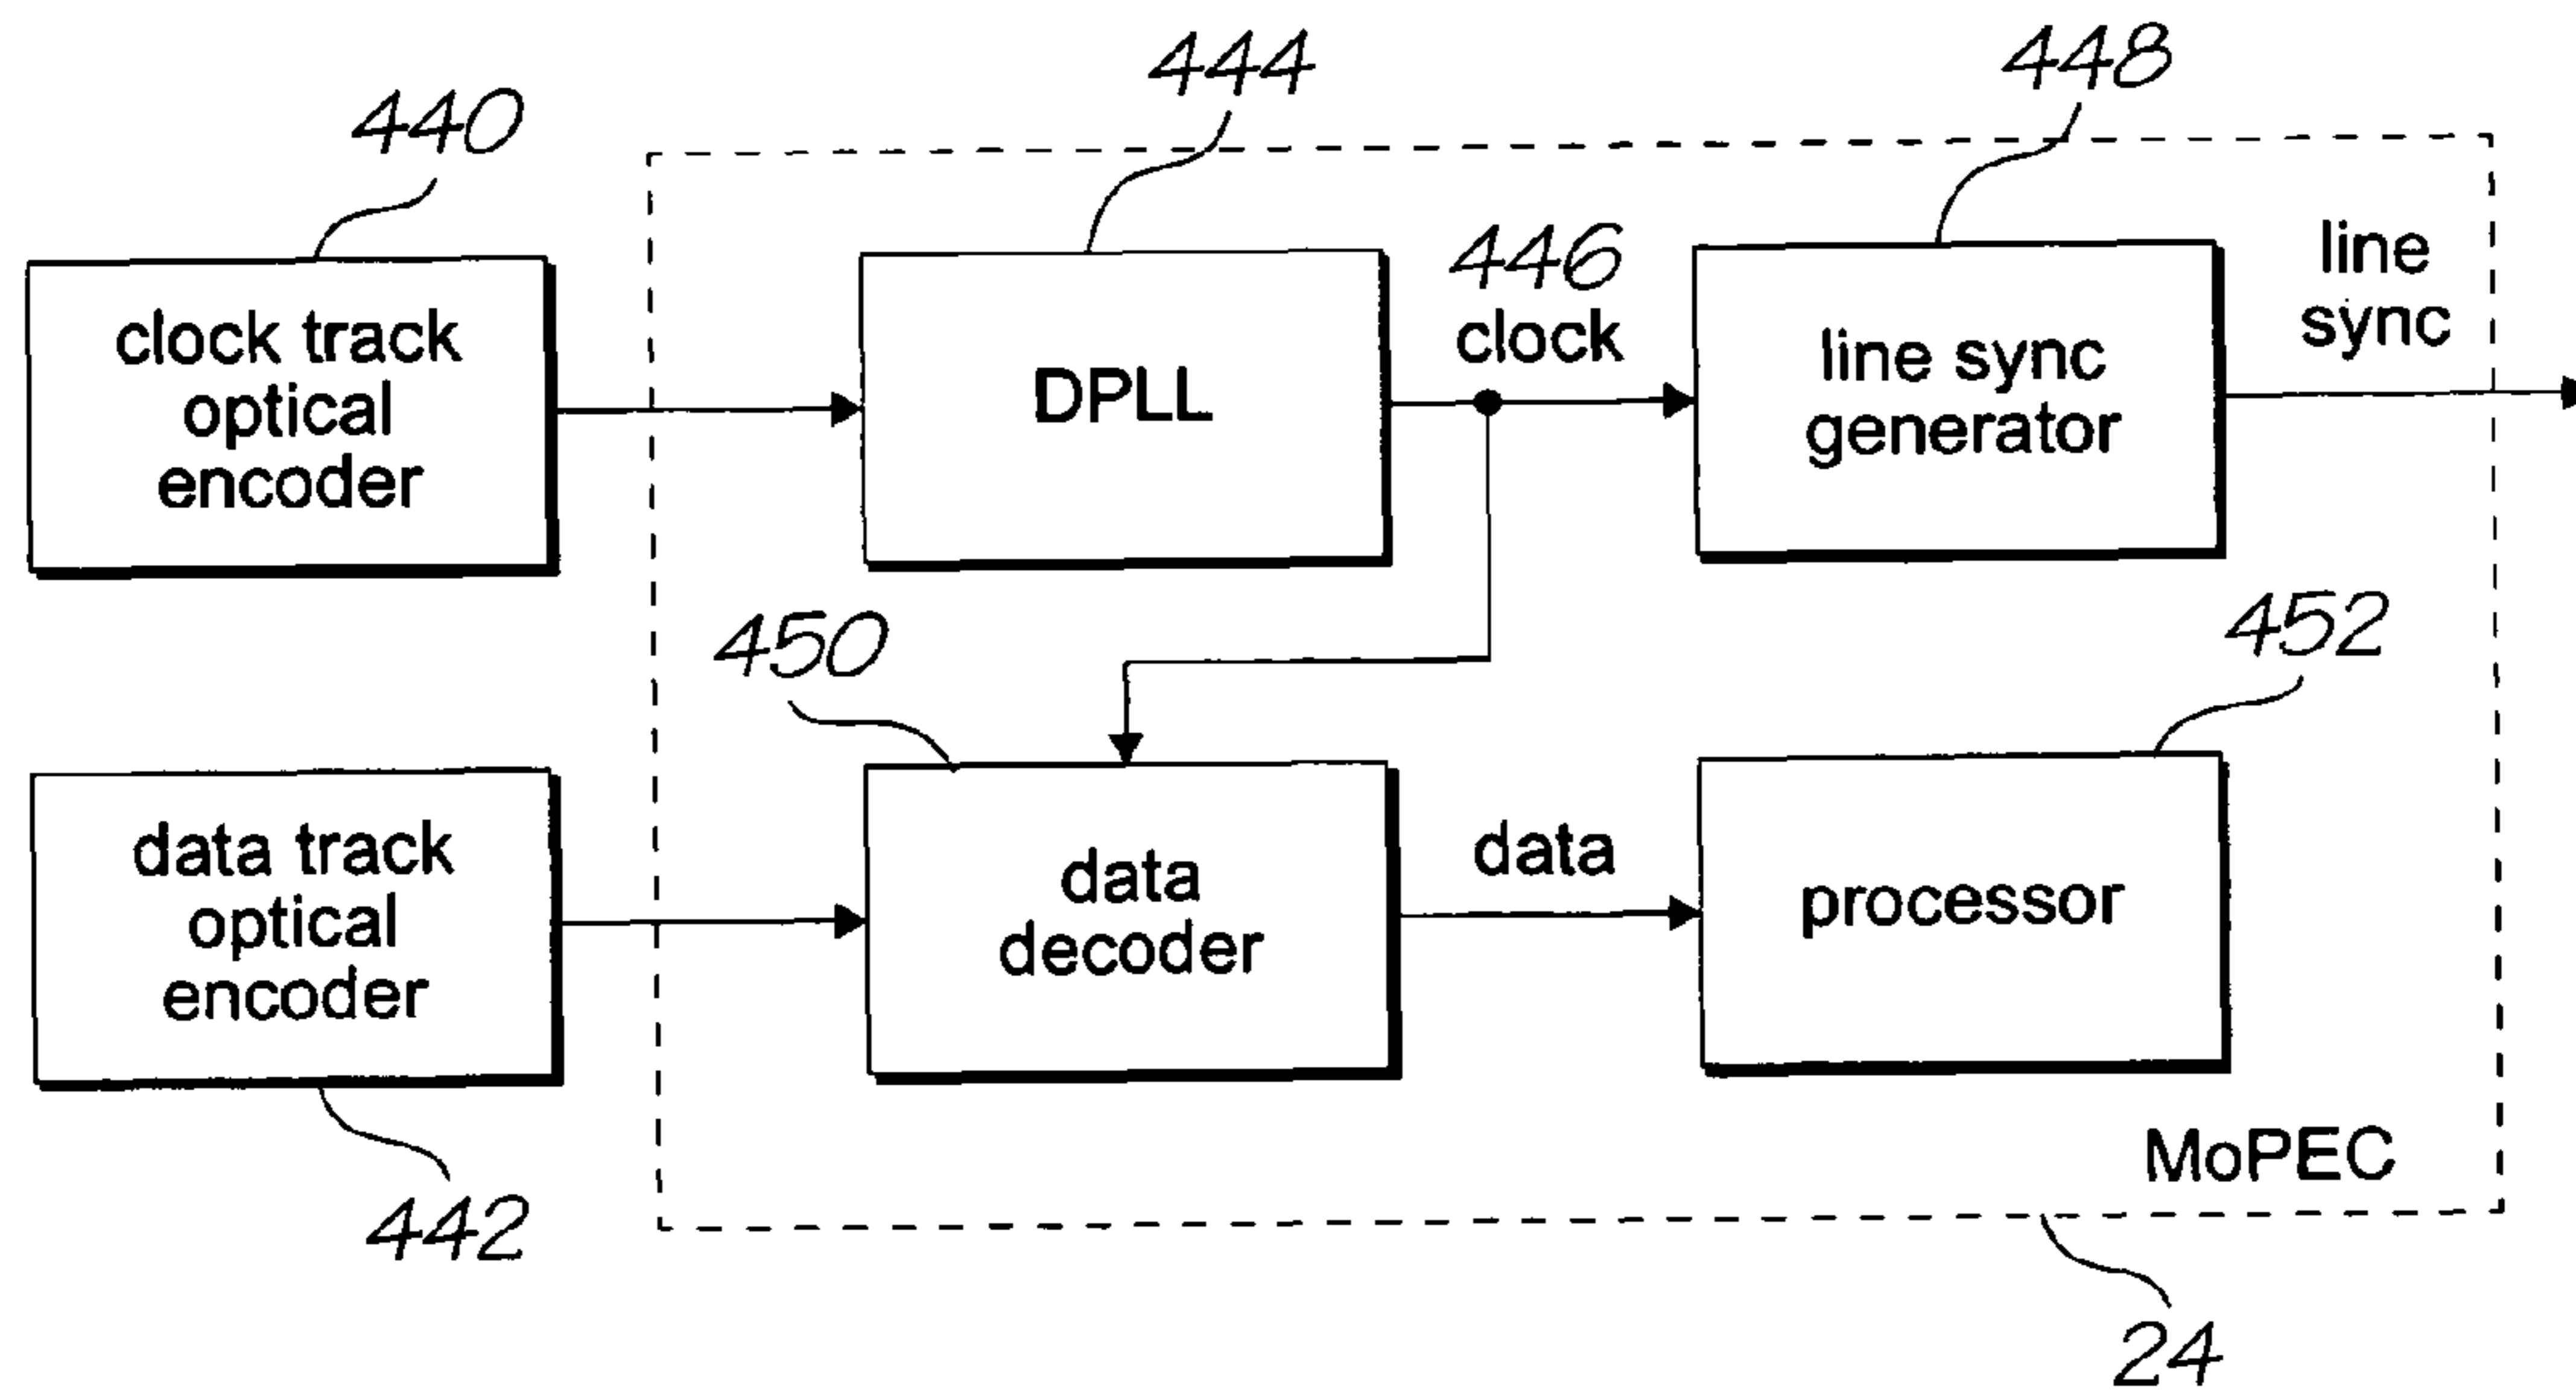 440
444
448
clock track
optical
encoder
DPLL
446
clock
line sync
generator
line
sync
450
452
data track
optical
encoder
data
decoder
data
processor
MoPEC
442
24